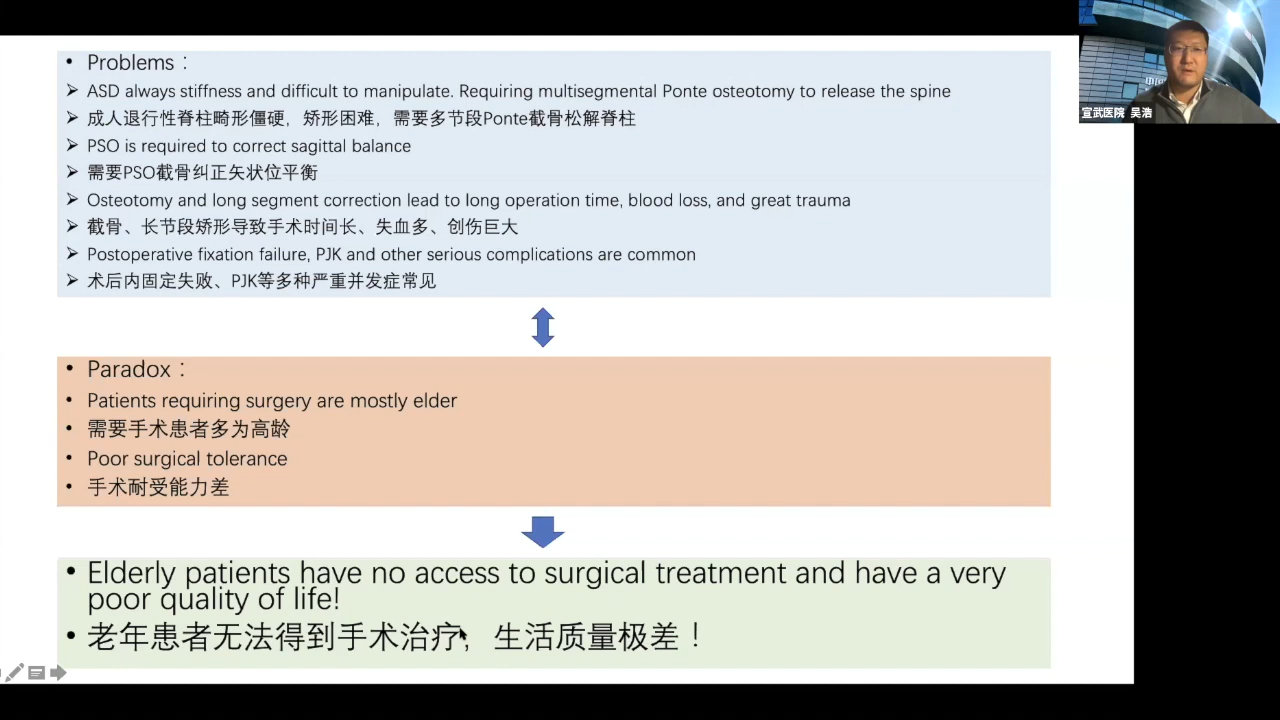 • Problems：
➤ ASD always stiffness and difficult to manipulate. Requiring multisegmental Ponte osteotomy to release the spine
➤ 成人退行性脊柱畸形僵硬，矫形困难，需要多节段Ponte截骨松解脊柱
➤ PSO is required to correct sagittal balance
➤ 需要PSO截骨纠正矢状位平衡
➤ Osteotomy and long segment correction lead to long operation time, blood loss, and great trauma
➤ 截骨、长节段矫形导致手术时间长、失血多、创伤巨大
➤ Postoperative fixation failure, PJK and other serious complications are common
➤ 术后内固定失败、PJK等多种严重并发症常见
• Paradox：
• Patients requiring surgery are mostly elder
• 需要手术患者多为高龄
• Poor surgical tolerance
• 手术耐受能力差
• Elderly patients have no access to surgical treatment and have a very
poor quality of life!
• 老年患者无法得到手术治疗，生活质量极差！
宣武医院 吴浩